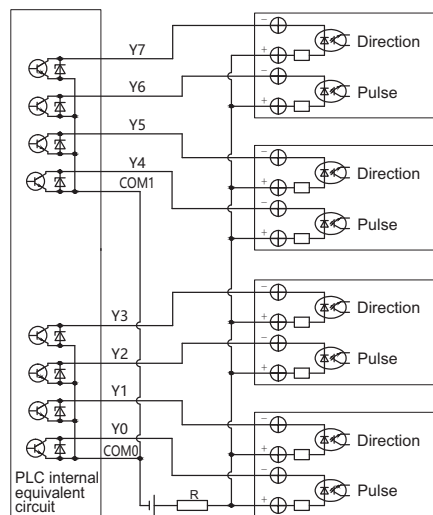 Y7
− Direction
+
Y6
− Pulse
+
Y5
− Direction
+
Y4
COM1
− Pulse
+
Y3
− Direction
+
Y2
− Pulse
+
Y1
− Direction
+
Y0
COM0
− Pulse
+
R
PLC internal
equivalent
circuit